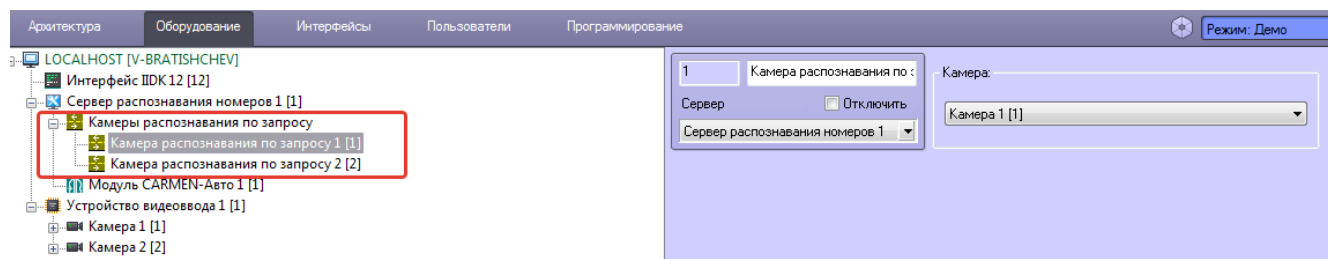 Архитектура Оборудование Интерфейсы Пользователи Программирование Режим: Демо
LOCALHOST [V-BRATISHCHEV]
Интерфейс IIDK 12 [12]
Сервер распознавания номеров 1 [1]
Камеры распознавания по запросу
Камера распознавания по запросу 1 [1]
Камера распознавания по запросу 2 [2]
Модуль CARMEN-Авто 1 [1]
Устройство видеоввода 1 [1]
Камера 1 [1]
Камера 2 [2]
1 Камера распознавания по
Сервер Отключить
Сервер распознавания номеров 1
Камера:
Камера 1 [1]